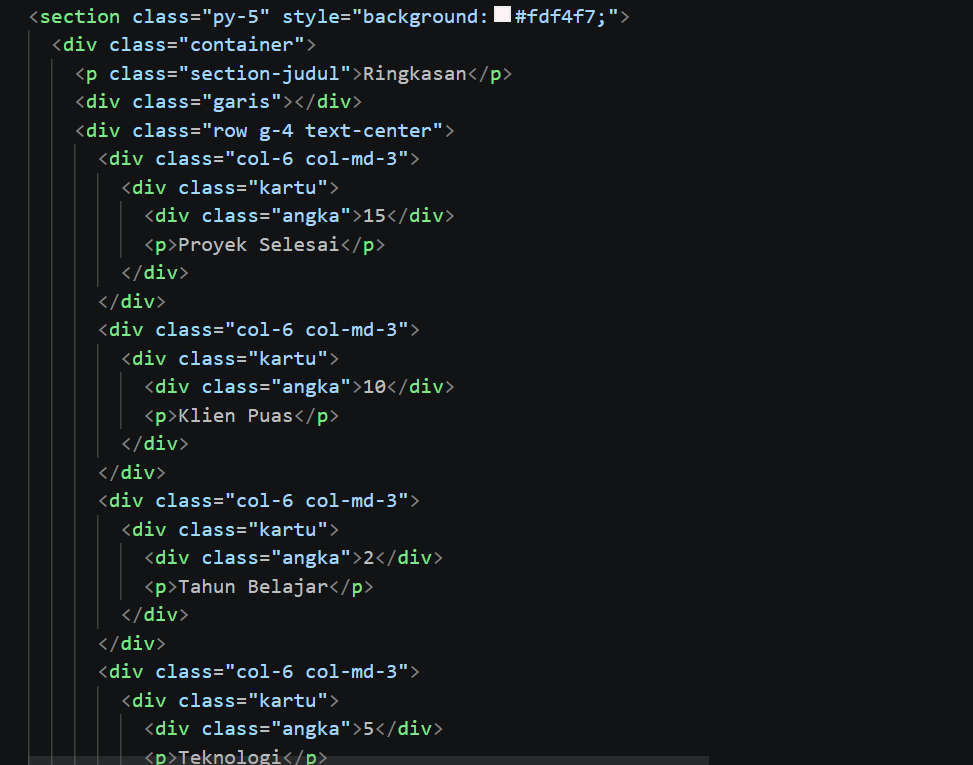 <section class="py-5" style="background: #fdf4f7;">
<div class="container">
<p class="section-judul">Ringkasan</p>
<div class="garis"></div>
<div class="row g-4 text-center">
<div class="col-6 col-md-3">
<div class="kartu">
<div class="angka">15</div>
<p>Proyek Selesai</p>
</div>
</div>
<div class="col-6 col-md-3">
<div class="kartu">
<div class="angka">10</div>
<p>Klien Puas</p>
</div>
</div>
<div class="col-6 col-md-3">
<div class="kartu">
<div class="angka">2</div>
<p>Tahun Belajar</p>
</div>
</div>
<div class="col-6 col-md-3">
<div class="kartu">
<div class="angka">5</div>
<p>Teknologi</p>